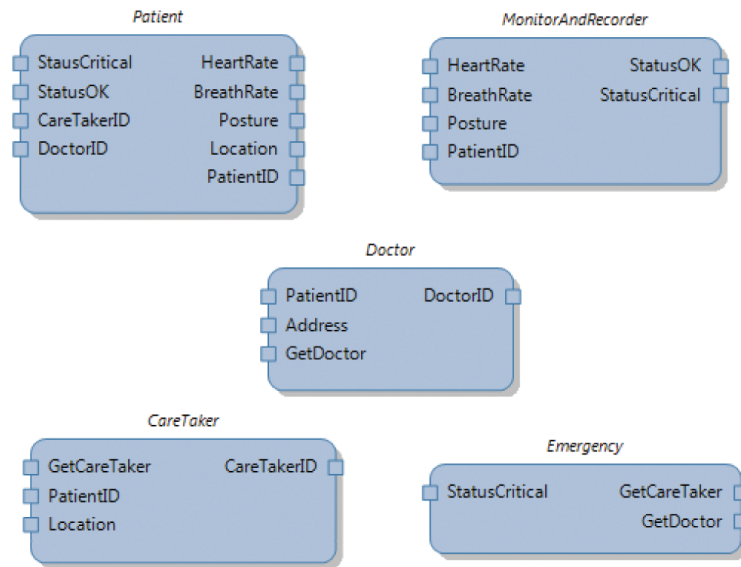 Patient
StausCritical HeartRate
StatusOK BreathRate
CareTakerID Posture
DoctorID Location
PatientID
MonitorAndRecorder
HeartRate StatusOK
BreathRate StatusCritical
Posture
PatientID
Doctor
PatientID DoctorID
Address
GetDoctor
CareTaker
GetCareTaker CareTakerID
PatientID
Location
Emergency
StatusCritical GetCareTaker
GetDoctor